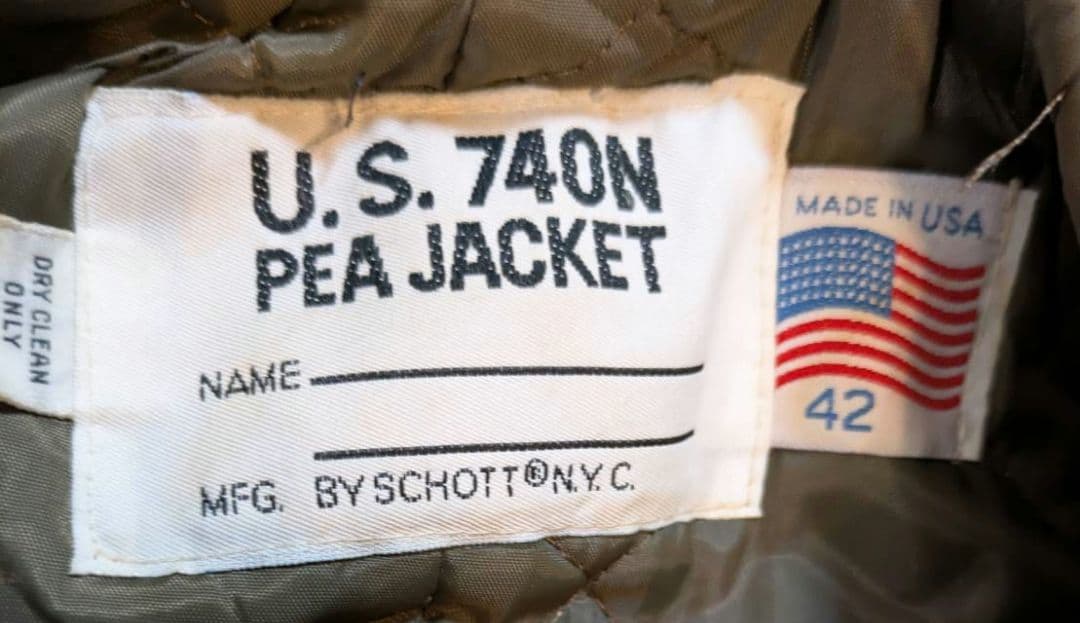 U.S. 740N
PEA JACKET
NAME
MFG. BY SCHOTT® N.Y.C.
MADE IN USA
42
DRY CLEAN
ONLY